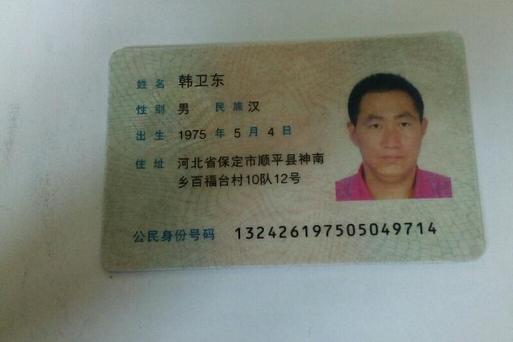 姓名 韩卫东
性别 男 民族 汉
出生 1975 年 5 月 4 日
住址 河北省保定市顺平县神南
乡百福台村10队12号
公民身份号码 132426197505049714